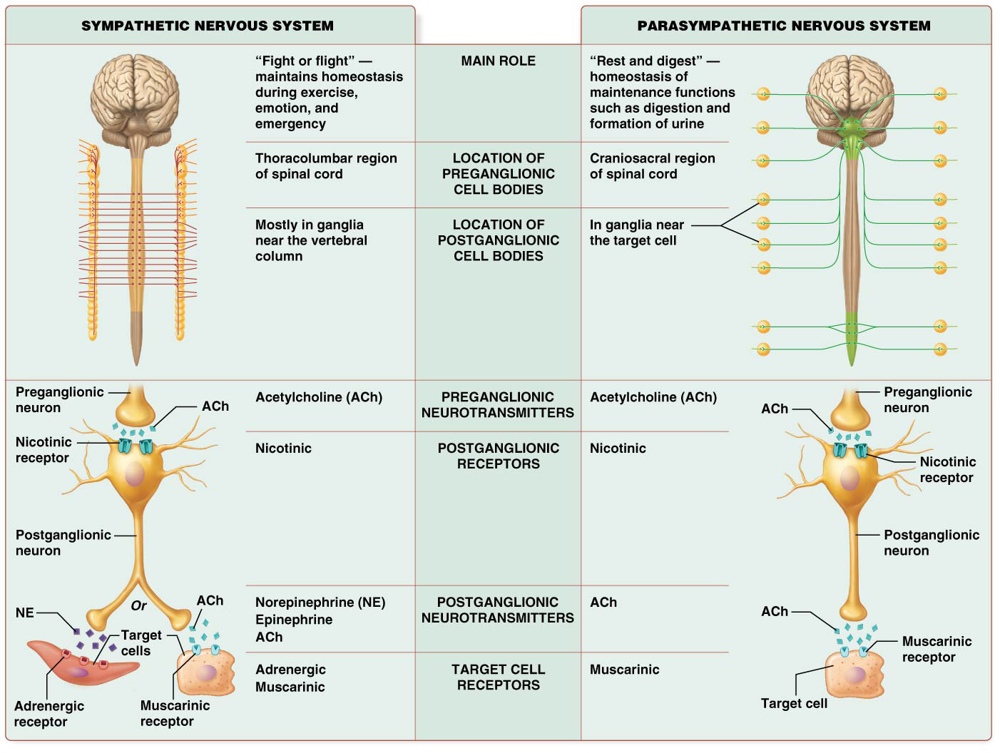 SYMPATHETIC NERVOUS SYSTEM
PARASYMPATHETIC NERVOUS SYSTEM
“Fight or flight” —
maintains homeostasis
during exercise,
emotion, and
emergency
MAIN ROLE
“Rest and digest” —
homeostasis of
maintenance functions
such as digestion and
formation of urine
Thoracolumbar region
of spinal cord
LOCATION OF
PREGANGLIONIC
CELL BODIES
Craniosacral region
of spinal cord
Mostly in ganglia
near the vertebral
column
LOCATION OF
POSTGANGLIONIC
CELL BODIES
In ganglia near
the target cell
Preganglionic
neuron
ACh
Nicotinic
receptor
Postganglionic
neuron
NE
Or
ACh
Target
cells
Adrenergic
receptor
Muscarinic
receptor
Acetylcholine (ACh)
PREGANGLIONIC
NEUROTRANSMITTERS
Acetylcholine (ACh)
Nicotinic
POSTGANGLIONIC
RECEPTORS
Nicotinic
Norepinephrine (NE)
Epinephrine
ACh
POSTGANGLIONIC
NEUROTRANSMITTERS
ACh
Adrenergic
Muscarinic
TARGET CELL
RECEPTORS
Muscarinic
ACh
Preganglionic
neuron
Nicotinic
receptor
Postganglionic
neuron
ACh
Muscarinic
receptor
Target cell